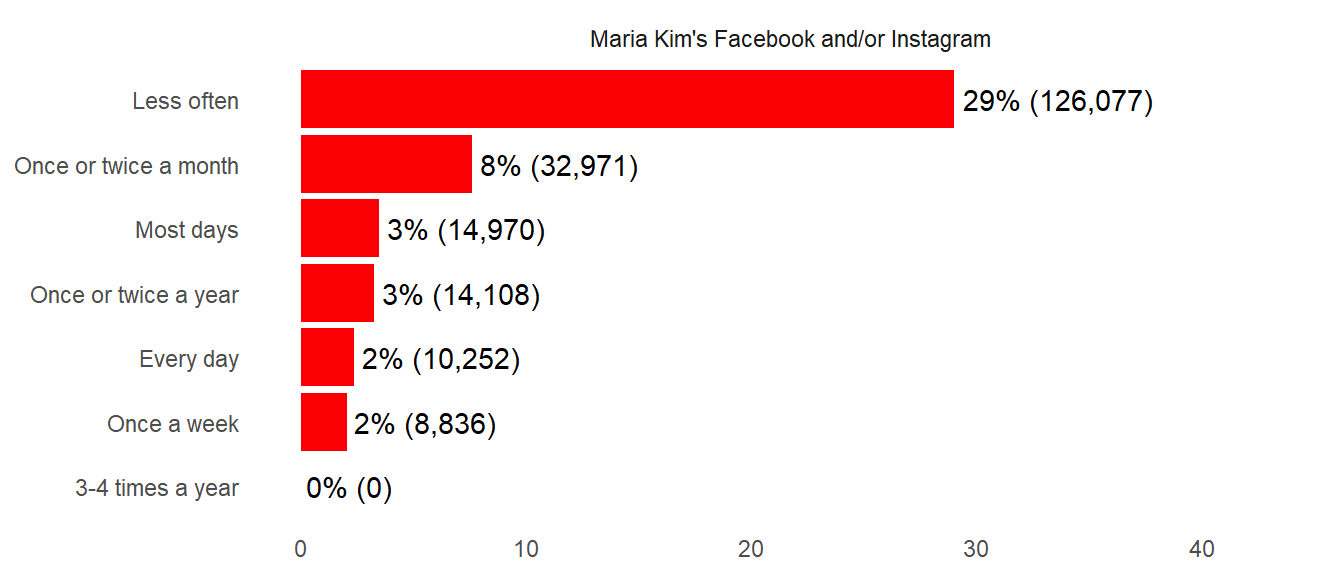 Maria Kim's Facebook and/or Instagram
Less often 29% (126,077)
Once or twice a month 8% (32,971)
Most days 3% (14,970)
Once or twice a year 3% (14,108)
Every day 2% (10,252)
Once a week 2% (8,836)
3-4 times a year 0% (0)
0 10 20 30 40